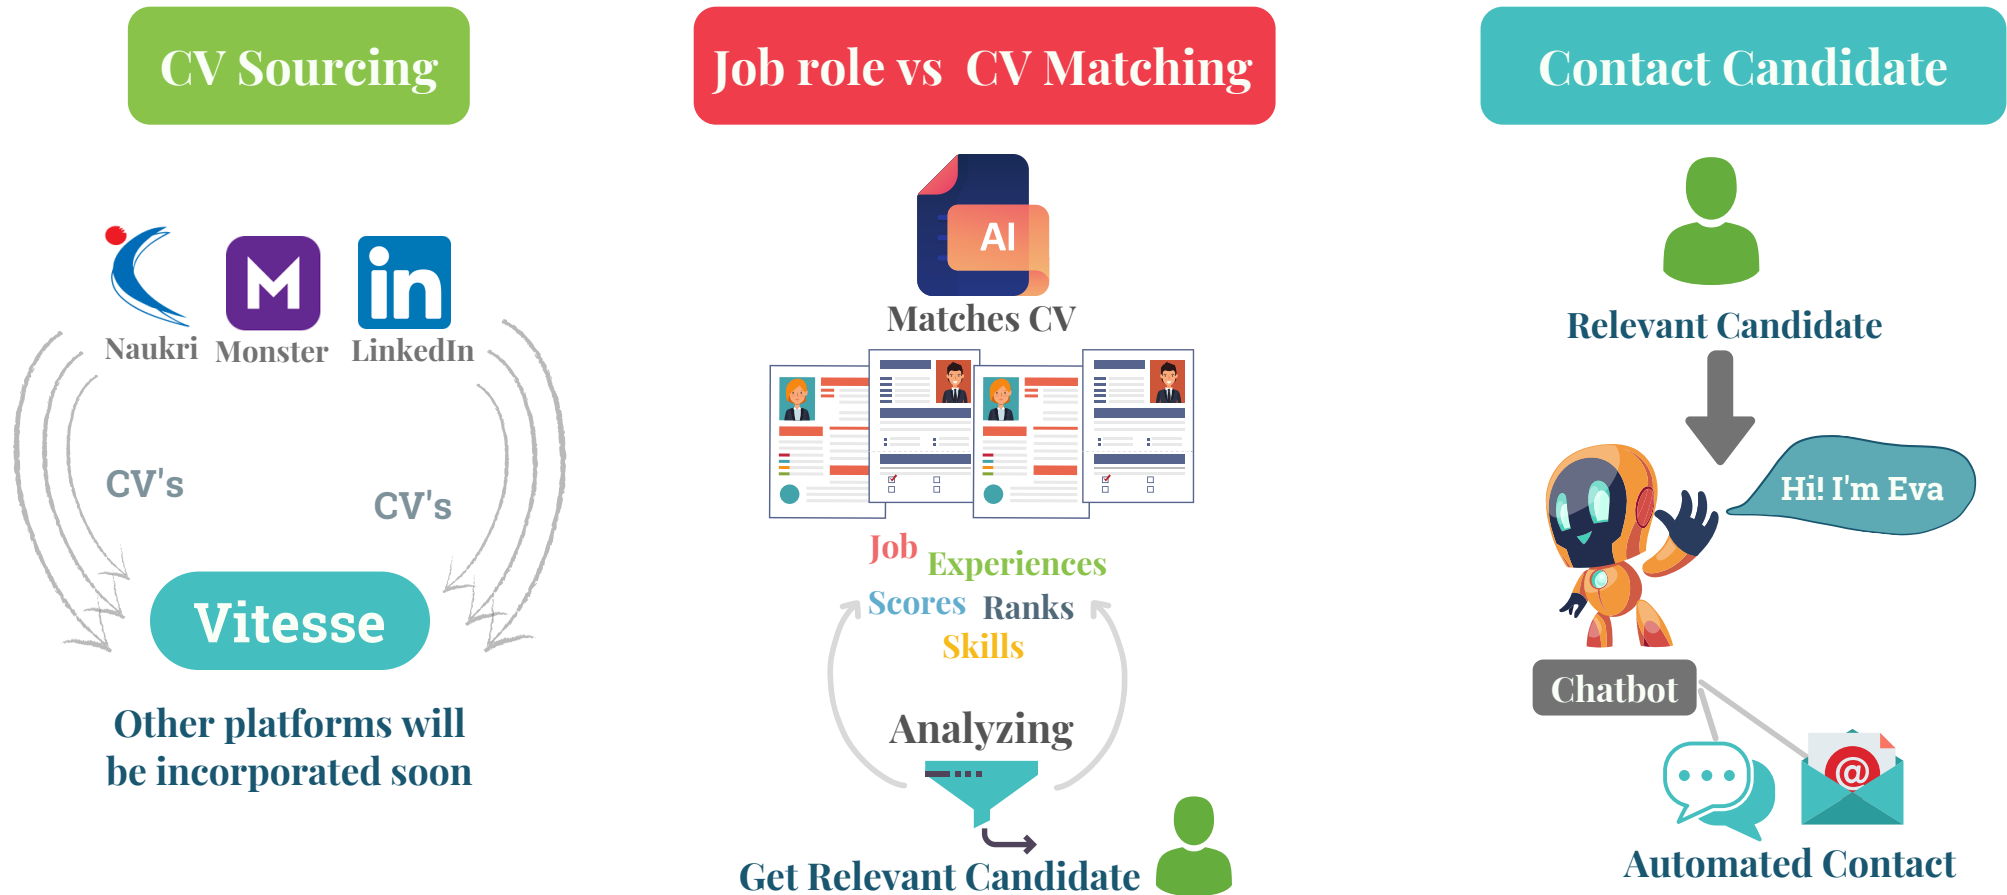 CV Sourcing
Naukri
Monster
LinkedIn
CV's
CV's
Vitesse
Other platforms will
be incorporated soon
Job role vs CV Matching
AI
Matches CV
Job
Experiences
Scores
Ranks
Skills
Analyzing
Get Relevant Candidate
Contact Candidate
Relevant Candidate
Hi! I'm Eva
Chatbot
@
Automated Contact